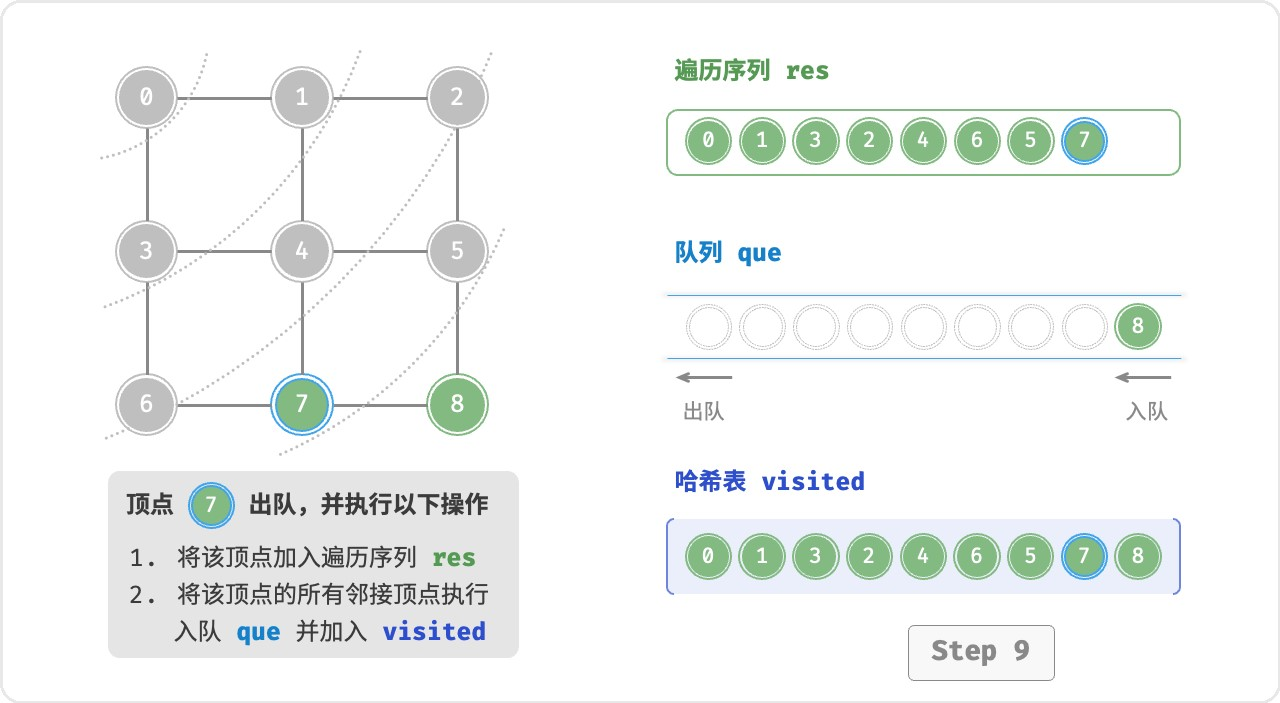 0 1 2
3 4 5
6 7 8
顶点 7 出队，并执行以下操作
1. 将该顶点加入遍历序列 res
2. 将该顶点的所有邻接顶点执行
入队 que 并加入 visited
遍历序列 res
0 1 3 2 4 6 5 7
队列 que
8
出队 入队
哈希表 visited
0 1 3 2 4 6 5 7 8
Step 9